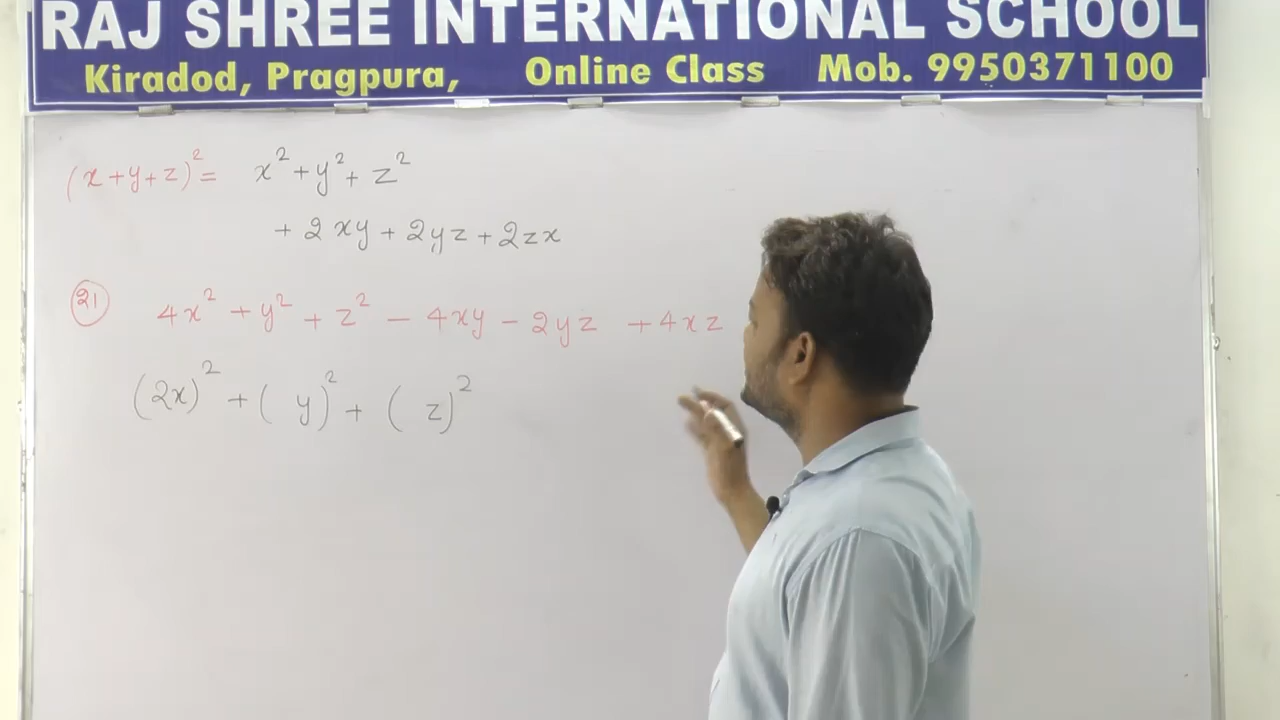 RAJ SHREE INTERNATIONAL SCHOOL
Kiradod, Pragpura, Online Class Mob. 9950371100
(x+y+z)² = x² + y² + z²
+ 2xy + 2yz + 2zx
21 4x² + y² + z² - 4xy - 2yz + 4xz
(2x)² + ( y)² + ( z)²